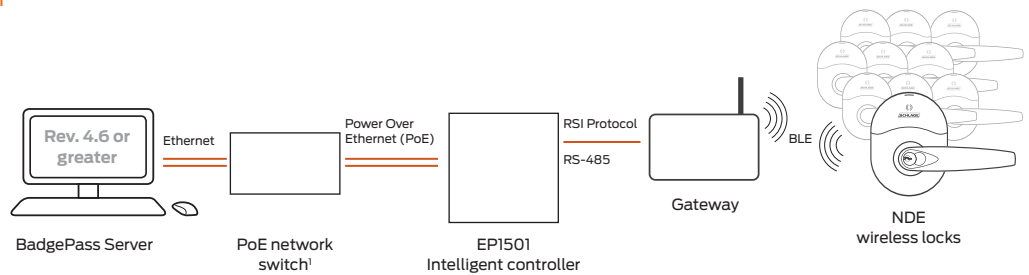 Rev. 4.6 or
greater
Ethernet
Power Over
Ethernet (PoE)
RSI Protocol
RS-485
BLE
SCHLAGE
BadgePass Server
PoE network
switch¹
EP1501
Intelligent controller
Gateway
NDE
wireless locks